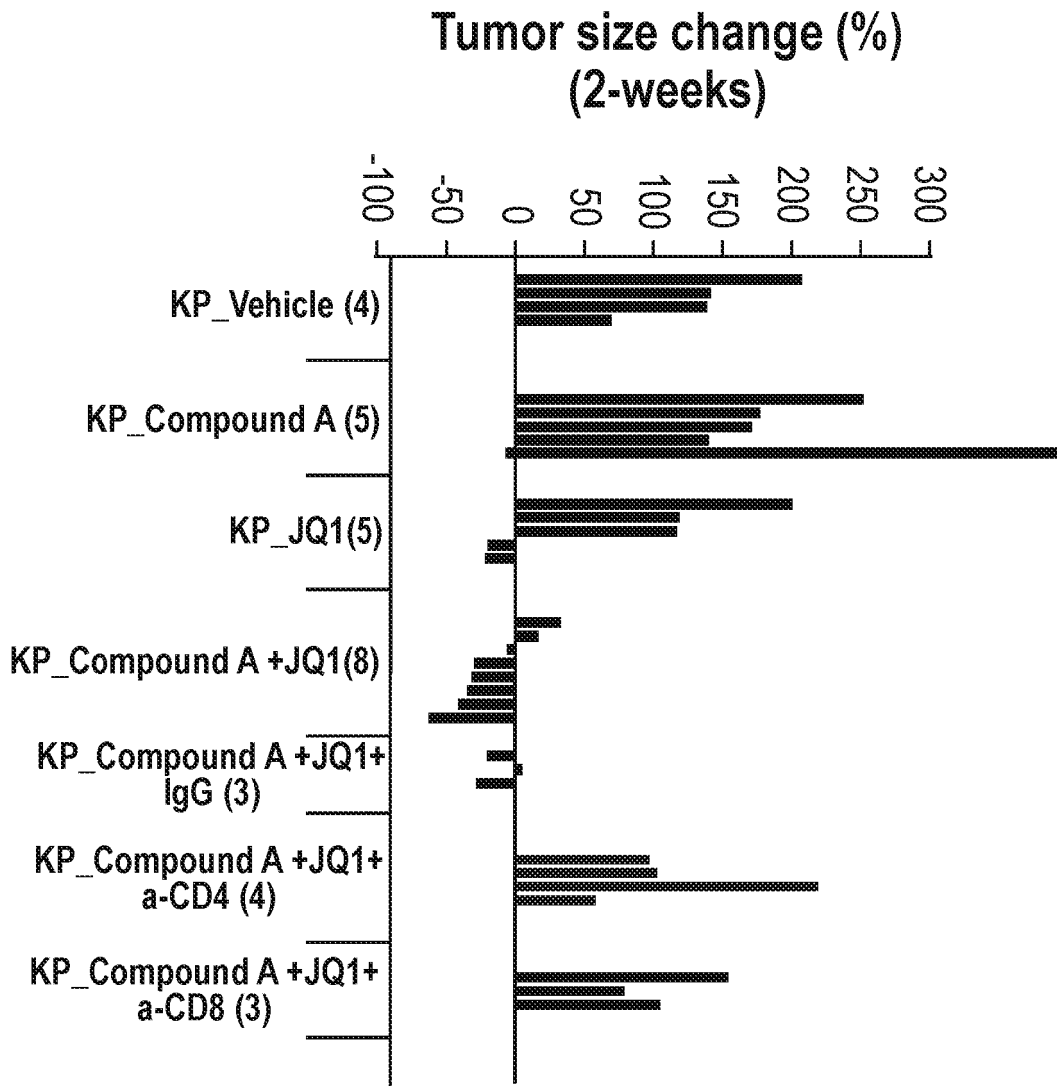 Tumor size change (%)
(2-weeks)
-100
-50
0
50
100
150
200
250
300
KP_Vehicle (4)
KP_Compound A (5)
KP_JQ1(5)
KP_Compound A +JQ1(8)
KP_Compound A +JQ1+
IgG (3)
KP_Compound A +JQ1+
a-CD4 (4)
KP_Compound A +JQ1+
a-CD8 (3)